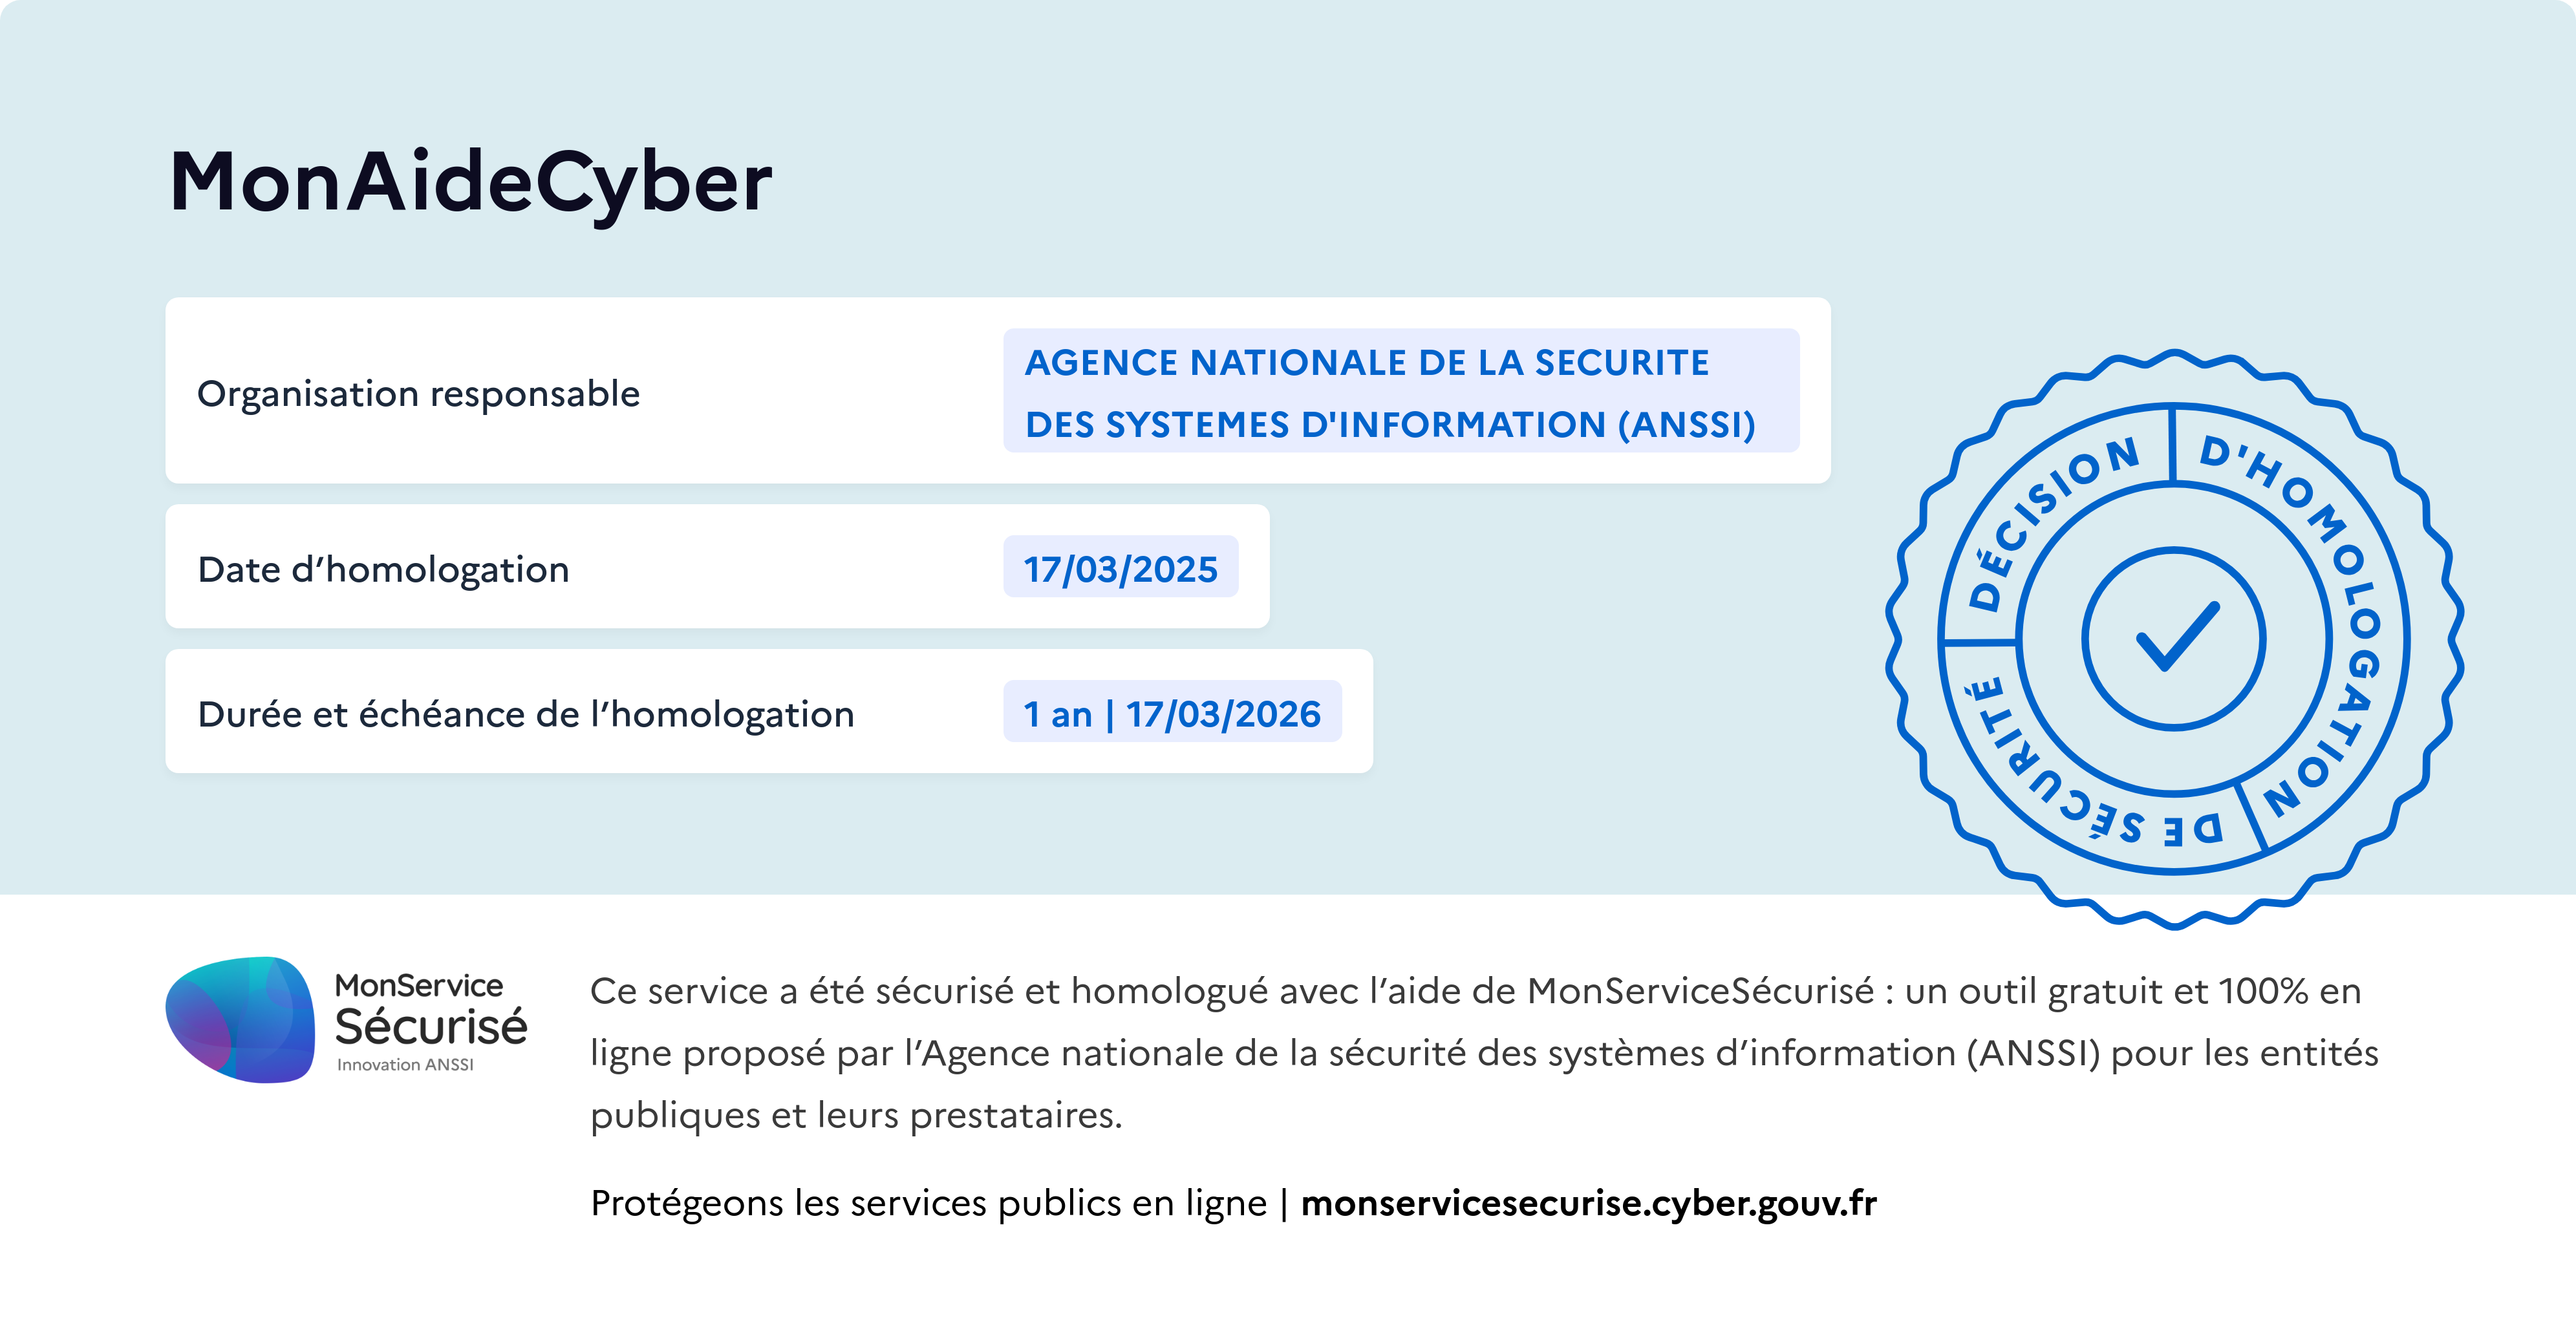 MonAideCyber
Organisation responsable
AGENCE NATIONALE DE LA SECURITE
DES SYSTEMES D'INFORMATION (ANSSI)
Date d’homologation
17/03/2025
Durée et échéance de l’homologation
1 an | 17/03/2026
DÉCISION D'HOMOLOGATION DE SÉCURITÉ
MonService
Sécurisé
Innovation ANSSI
Ce service a été sécurisé et homologué avec l’aide de MonServiceSécurisé : un outil gratuit et 100% en
ligne proposé par l’Agence nationale de la sécurité des systèmes d’information (ANSSI) pour les entités
publiques et leurs prestataires.
Protégeons les services publics en ligne | monservicesecurise.cyber.gouv.fr